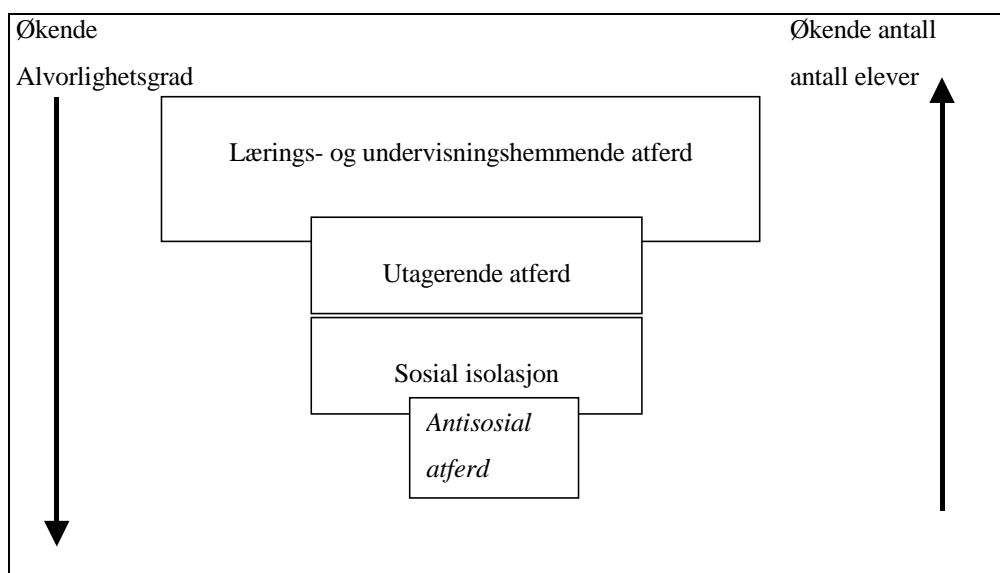 Økende
Alvorlighetsgrad
Økende antall
antall elever
Lærings- og undervisningshemmende atferd
Utagerende atferd
Sosial isolasjon
Antisosial
atferd